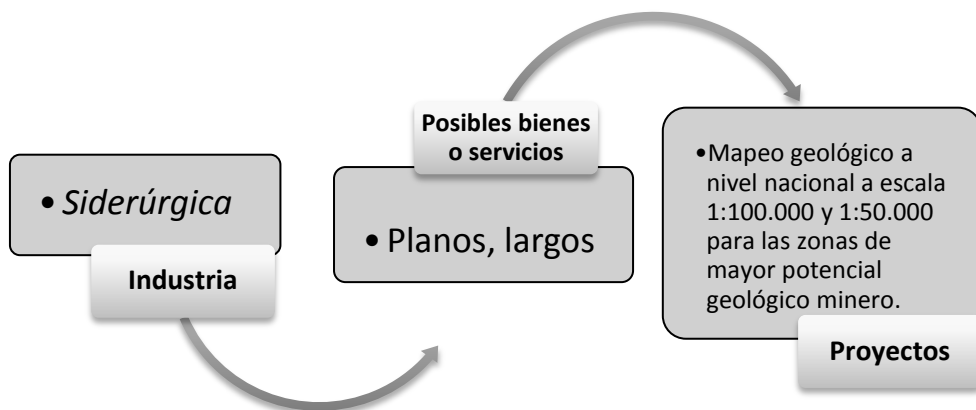 • Siderúrgica
Industria
Posibles bienes
o servicios
• Planos, largos
•Mapeo geológico a
nivel nacional a escala
1:100.000 y 1:50.000
para las zonas de
mayor potencial
geológico minero.
Proyectos